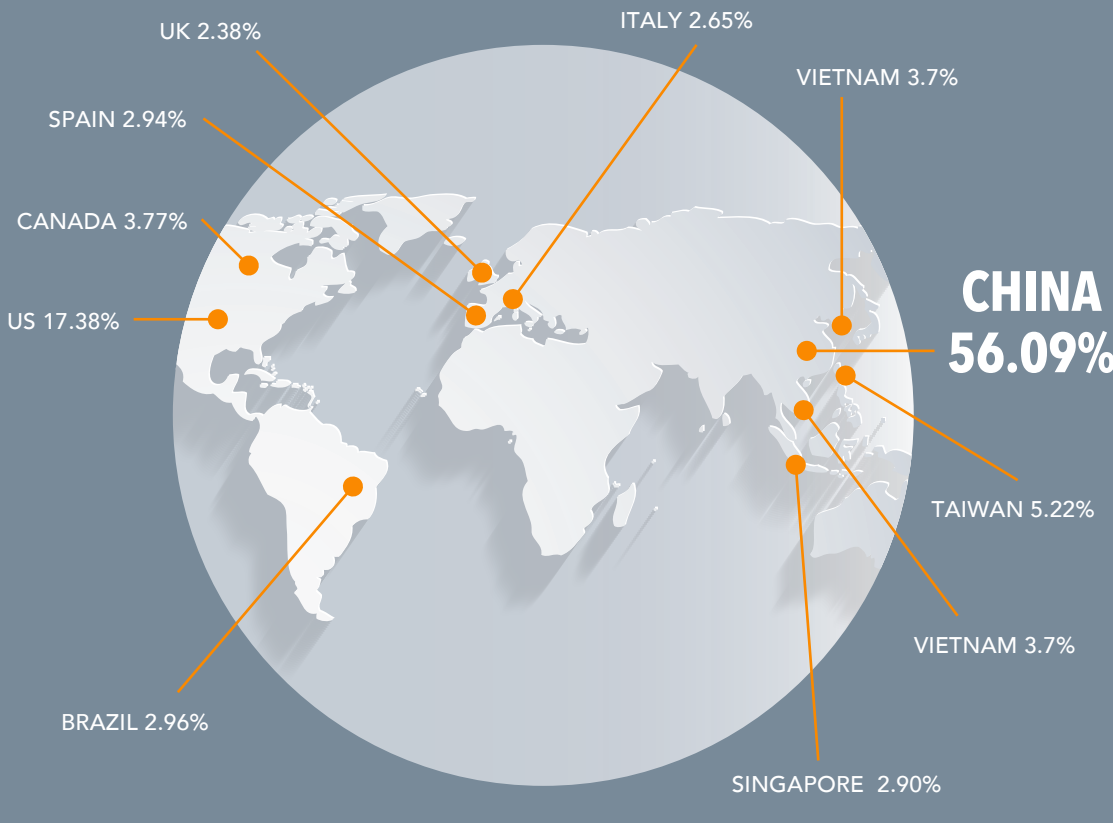 ITALY 2.65%
UK 2.38%
VIETNAM 3.7%
SPAIN 2.94%
CANADA 3.77%
CHINA
56.09%
US 17.38%
TAIWAN 5.22%
VIETNAM 3.7%
BRAZIL 2.96%
SINGAPORE 2.90%